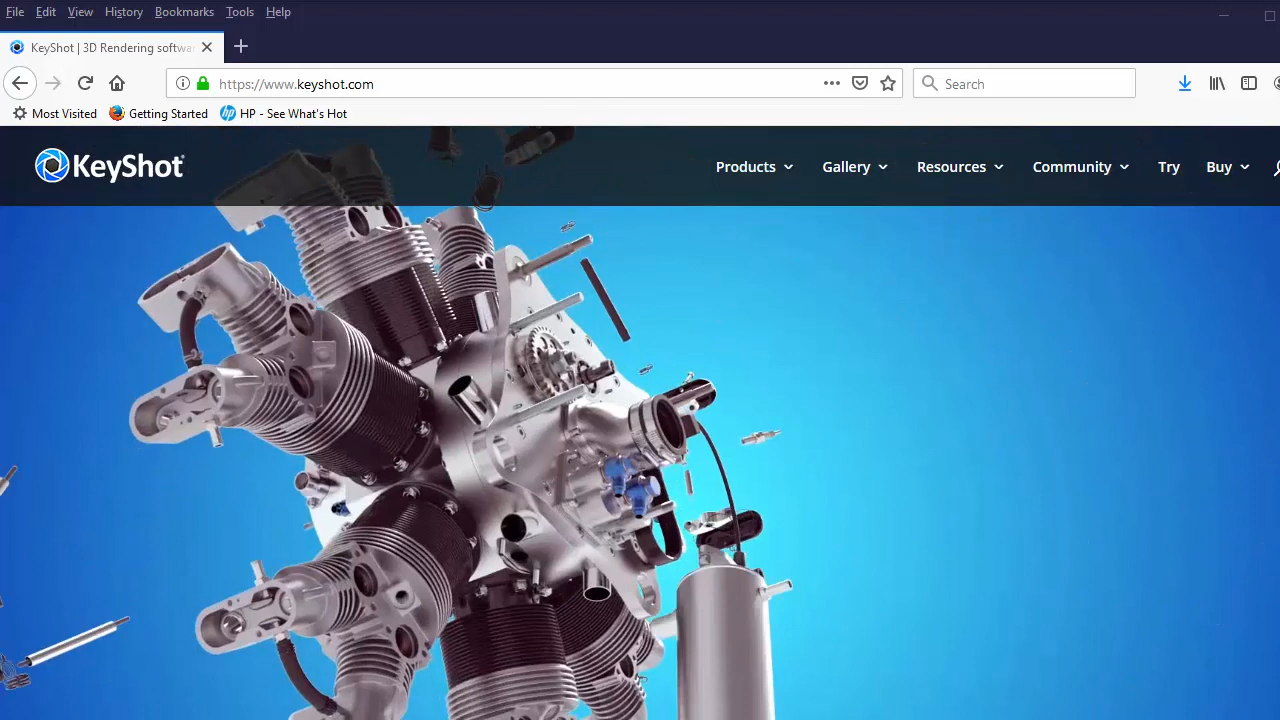 File Edit View History Bookmarks Tools Help
KeyShot | 3D Rendering softwa
https://www.keyshot.com
Search
Most Visited Getting Started HP - See What's Hot
KeyShot
Products Gallery Resources Community Try Buy